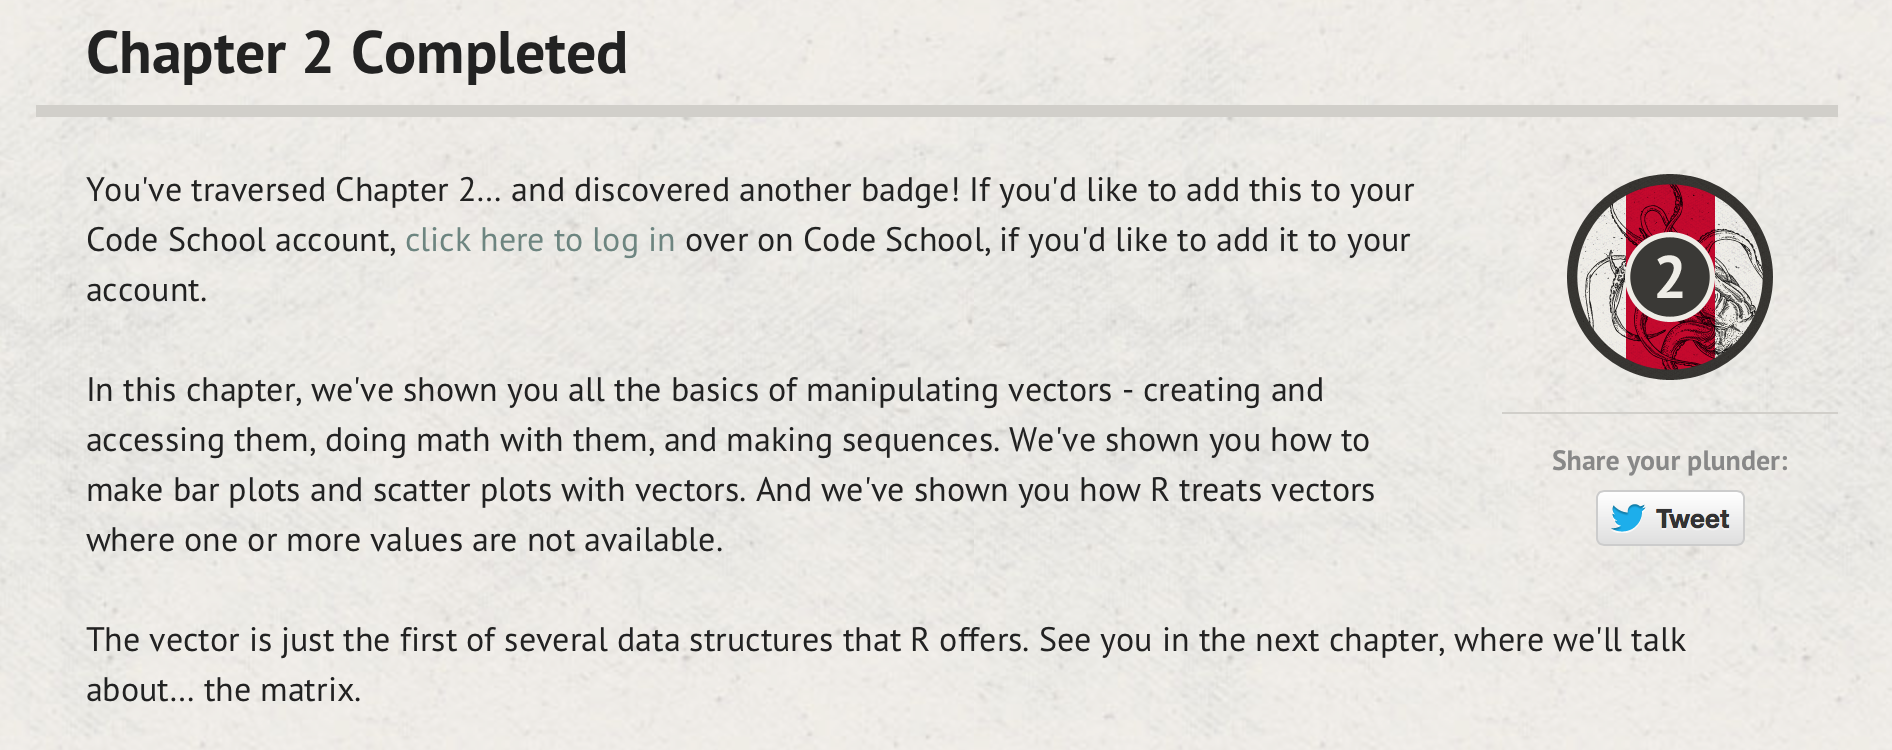 Chapter 2 Completed
You've traversed Chapter 2... and discovered another badge! If you'd like to add this to your
Code School account, click here to log in over on Code School, if you'd like to add it to your
account.
2
In this chapter, we've shown you all the basics of manipulating vectors - creating and
accessing them, doing math with them, and making sequences. We've shown you how to
make bar plots and scatter plots with vectors. And we've shown you how R treats vectors
where one or more values are not available.
Share your plunder:
Tweet
The vector is just the first of several data structures that R offers. See you in the next chapter, where we'll talk
about... the matrix.